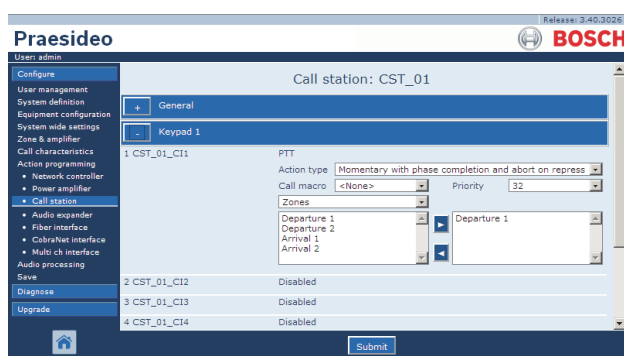 Release: 3.40.3026
Praesideo
BOSCH
User: admin
Configure
User management
System definition
Equipment configuration
System wide settings
Zone & amplifier
Call characteristics
Action programming
• Network controller
• Power amplifier
• Call station
• Audio expander
• Fiber interface
• CobraNet interface
• Multi ch interface
Audio processing
Save
Diagnose
Upgrade
Call station: CST_01
+ General
- Keypad 1
1 CST_01_CI1 PTT
Action type Momentary with phase completion and abort on repress
Call macro <None> Priority 32
Zones
Departure 1
Departure 2
Arrival 1
Arrival 2
Departure 1
2 CST_01_CI2 Disabled
3 CST_01_CI3 Disabled
4 CST_01_CI4 Disabled
Submit